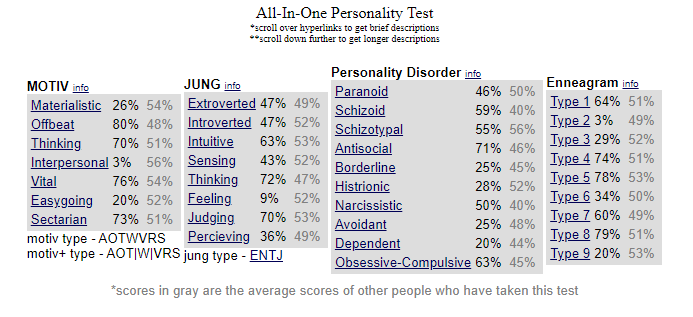 All-In-One Personality Test
*scroll over hyperlinks to get brief descriptions
**scroll down further to get longer descriptions
MOTIV info
Materialistic 26% 54%
Offbeat 80% 48%
Thinking 70% 51%
Interpersonal 3% 56%
Vital 76% 54%
Easygoing 20% 52%
Sectarian 73% 51%
motiv type - AOTWVRS
motiv+ type - AOT|W|VRS
JUNG info
Extroverted 47% 49%
Introverted 47% 52%
Intuitive 63% 53%
Sensing 43% 52%
Thinking 72% 47%
Feeling 9% 52%
Judging 70% 53%
Percieving 36% 49%
jung type - ENTJ
Personality Disorder info
Paranoid 46% 50%
Schizoid 59% 40%
Schizotypal 55% 56%
Antisocial 71% 46%
Borderline 25% 45%
Histrionic 28% 52%
Narcissistic 50% 40%
Avoidant 25% 48%
Dependent 20% 44%
Obsessive-Compulsive 63% 45%
Enneagram info
Type 1 64% 51%
Type 2 3% 49%
Type 3 29% 52%
Type 4 74% 51%
Type 5 78% 53%
Type 6 34% 50%
Type 7 60% 49%
Type 8 79% 51%
Type 9 20% 53%
*scores in gray are the average scores of other people who have taken this test